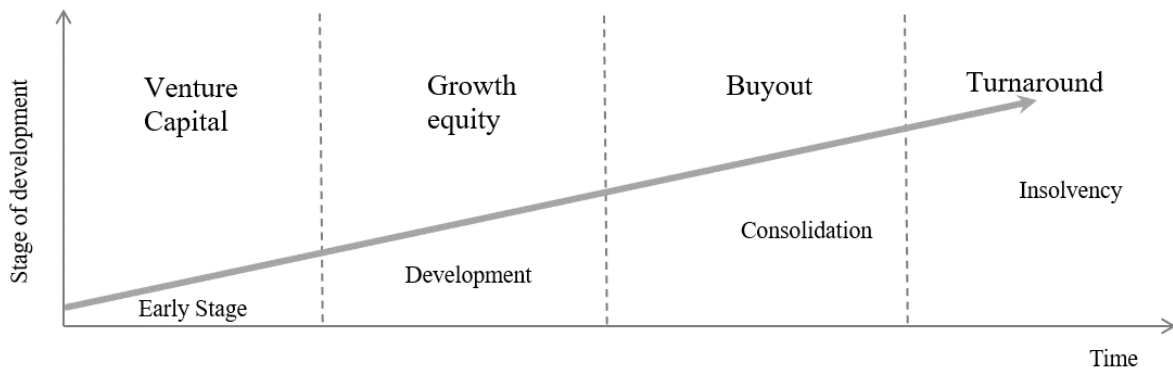 Stage of development
Venture
Capital
Growth
equity
Buyout
Turnaround
Early Stage
Development
Consolidation
Insolvency
Time